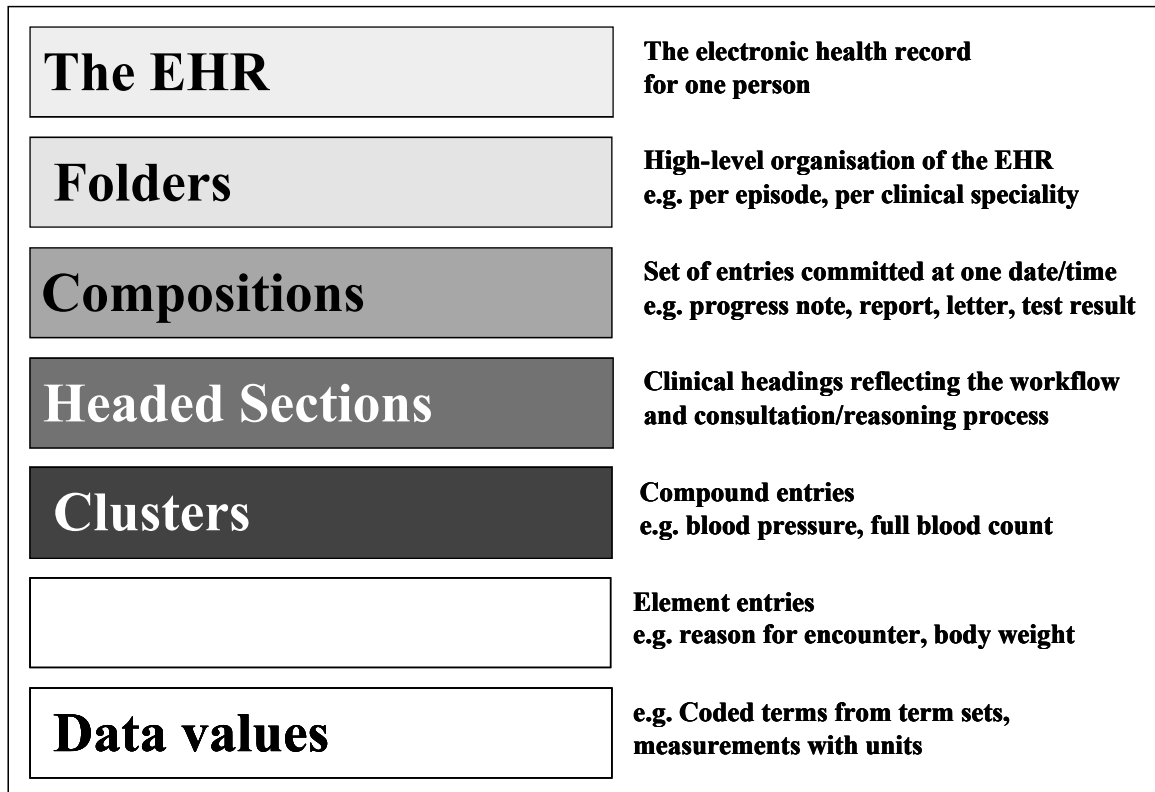 The EHR
The electronic health record
for one person
Folders
High-level organisation of the EHR
e.g. per episode, per clinical speciality
Compositions
Set of entries committed at one date/time
e.g. progress note, report, letter, test result
Headed Sections
Clinical headings reflecting the workflow
and consultation/reasoning process
Clusters
Compound entries
e.g. blood pressure, full blood count
Element entries
e.g. reason for encounter, body weight
Data values
e.g. Coded terms from term sets,
measurements with units